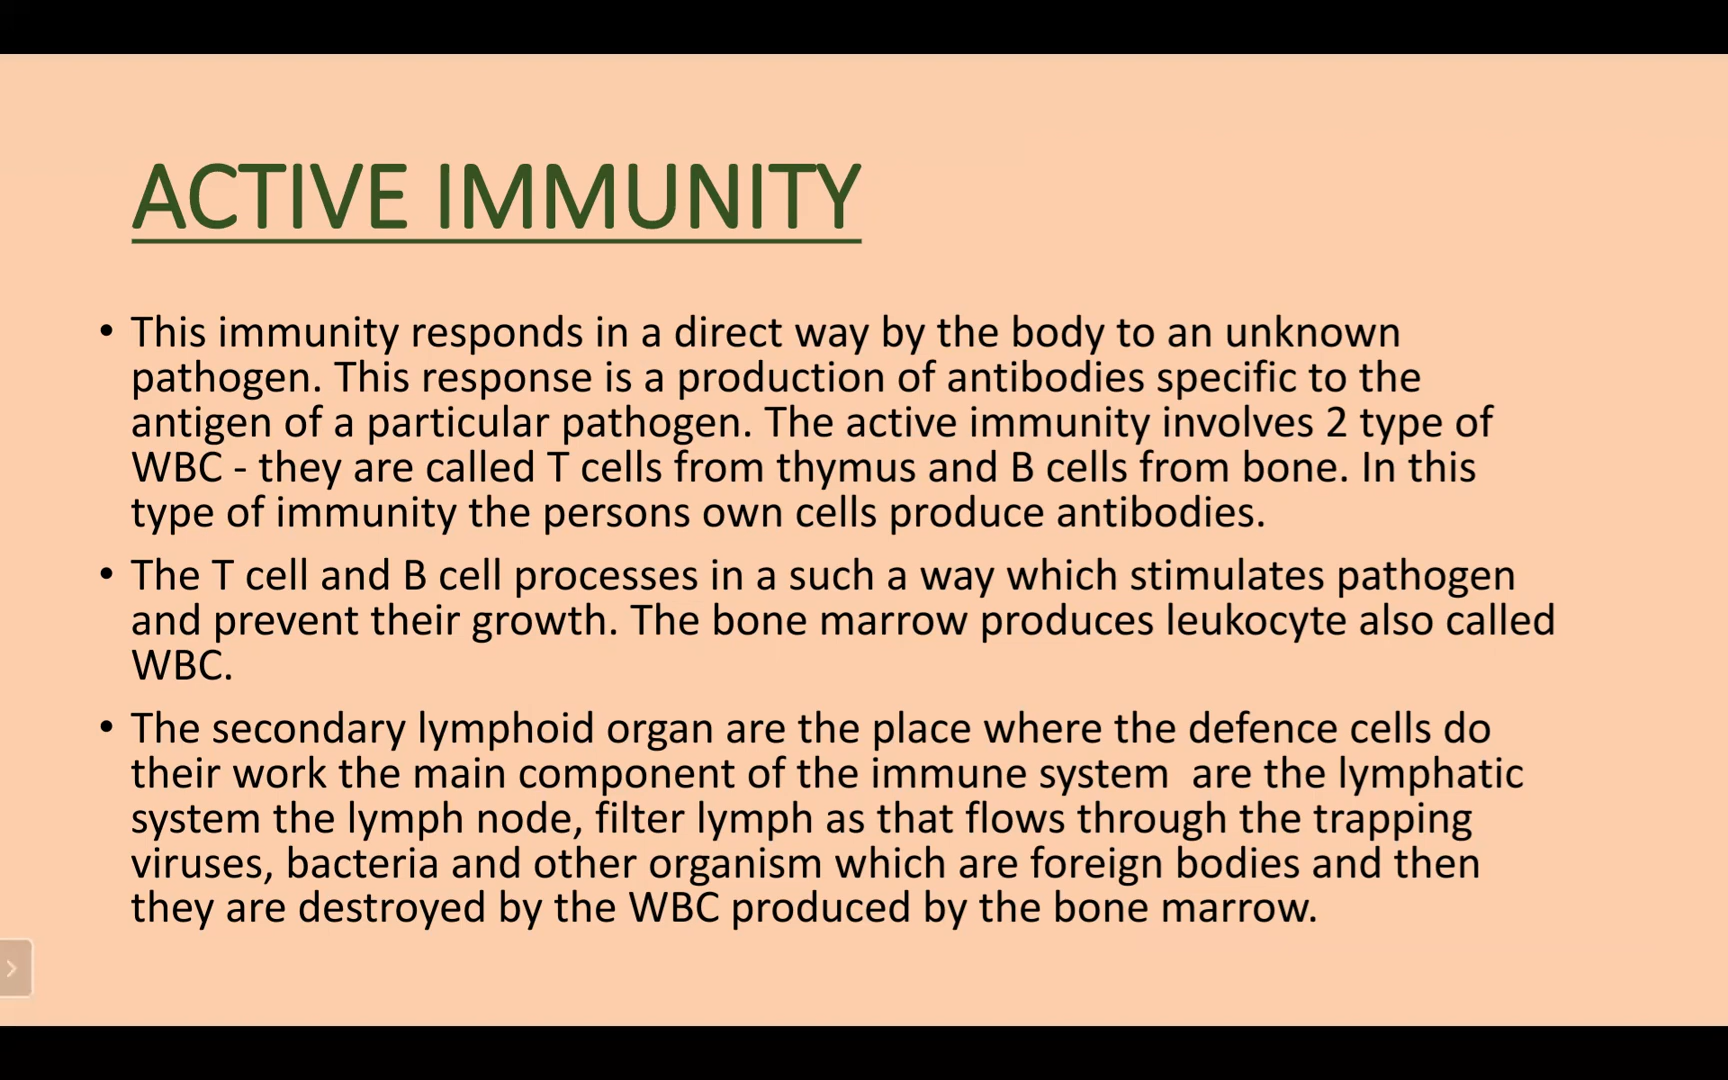 ACTIVE IMMUNITY
• This immunity responds in a direct way by the body to an unknown
pathogen. This response is a production of antibodies specific to the
antigen of a particular pathogen. The active immunity involves 2 type of
WBC - they are called T cells from thymus and B cells from bone. In this
type of immunity the persons own cells produce antibodies.
• The T cell and B cell processes in a such a way which stimulates pathogen
and prevent their growth. The bone marrow produces leukocyte also called
WBC.
• The secondary lymphoid organ are the place where the defence cells do
their work the main component of the immune system  are the lymphatic
system the lymph node, filter lymph as that flows through the trapping
viruses, bacteria and other organism which are foreign bodies and then
they are destroyed by the WBC produced by the bone marrow.